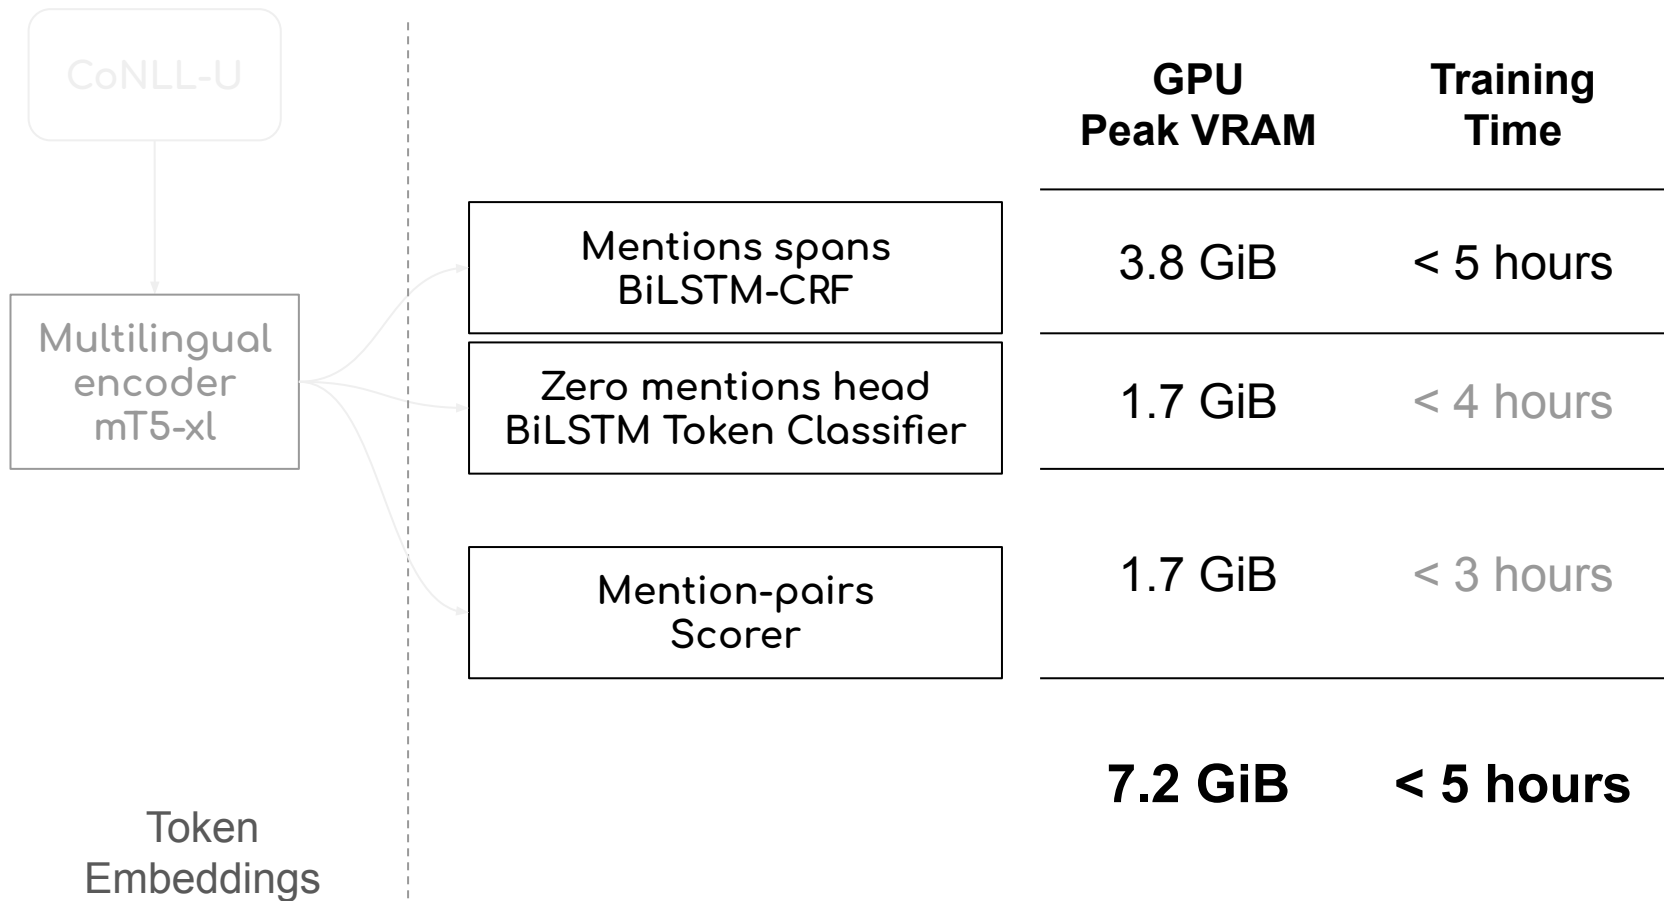 CoNLL-U
GPU
Peak VRAM
Training
Time
Mentions spans
BiLSTM-CRF
3.8 GiB
< 5 hours
Multilingual
encoder
mT5-xl
Zero mentions head
BiLSTM Token Classifier
1.7 GiB
< 4 hours
Mention-pairs
Scorer
1.7 GiB
< 3 hours
7.2 GiB
< 5 hours
Token
Embeddings